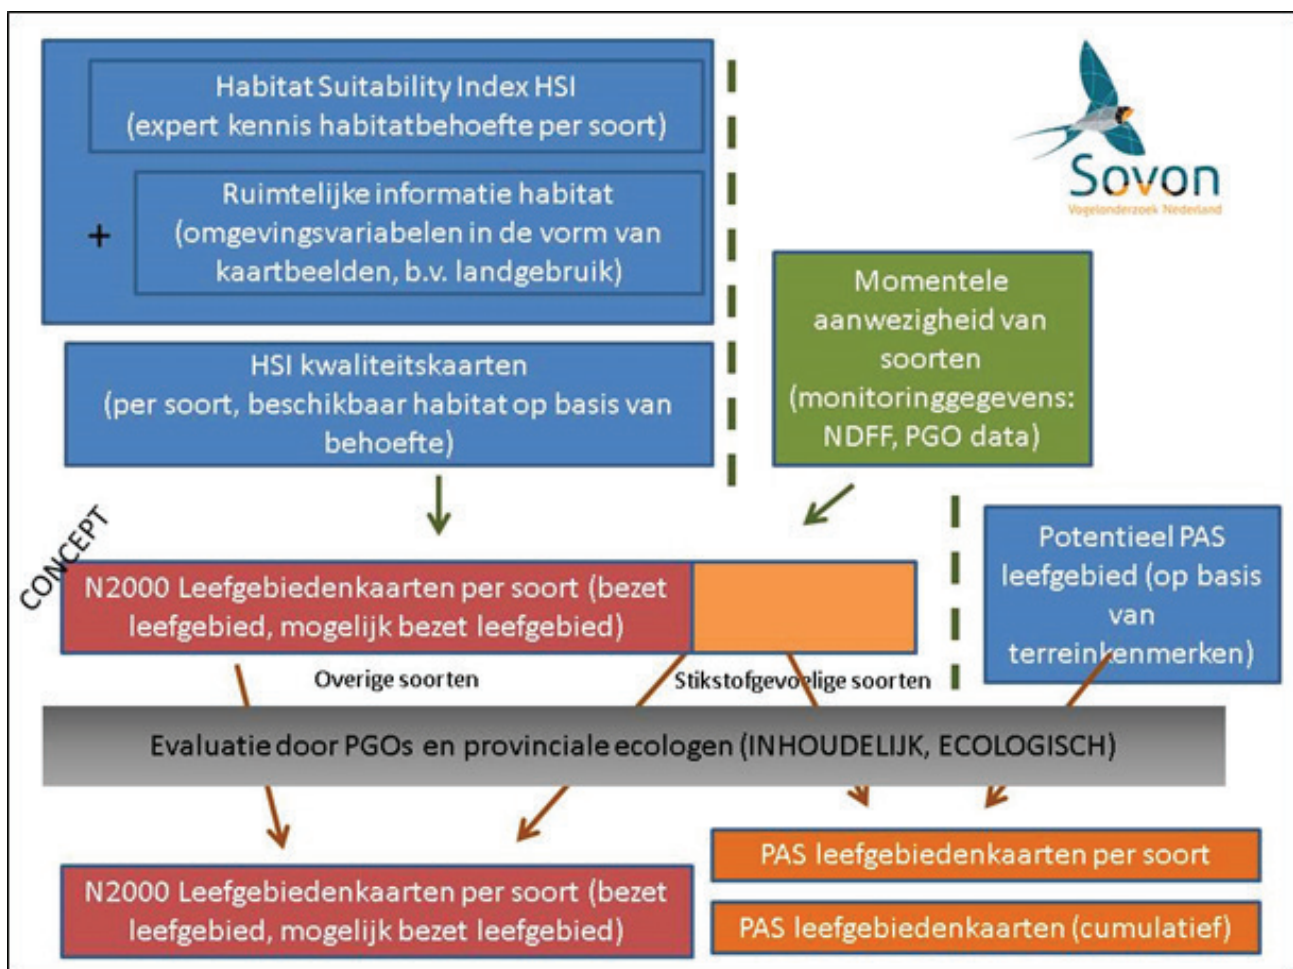 Habitat Suitability Index HSI
(expert kennis habitatbehoefte per soort)
+
Ruimtelijke informatie habitat
(omgevingsvariabelen in de vorm van
kaartbeelden, b.v. landgebruik)
HSI kwaliteitskaarten
(per soort, beschikbaar habitat op basis van
behoefte)
Sovon
Vogelonderzoek Nederland
Momentele
aanwezigheid van
soorten
(monitoringgegevens:
NDFF, PGO data)
CONCEPT
N2000 Leefgebiedenkaarten per soort (bezet
leefgebied, mogelijk bezet leefgebied)
Potentieel PAS
leefgebied (op basis
van
terreinkenmerken)
Overige soorten
Stikstofgevoelige soorten
Evaluatie door PGOs en provinciale ecologen (INHOUDELIJK, ECOLOGISCH)
N2000 Leefgebiedenkaarten per soort (bezet
leefgebied, mogelijk bezet leefgebied)
PAS leefgebiedenkaarten per soort
PAS leefgebiedenkaarten (cumulatief)